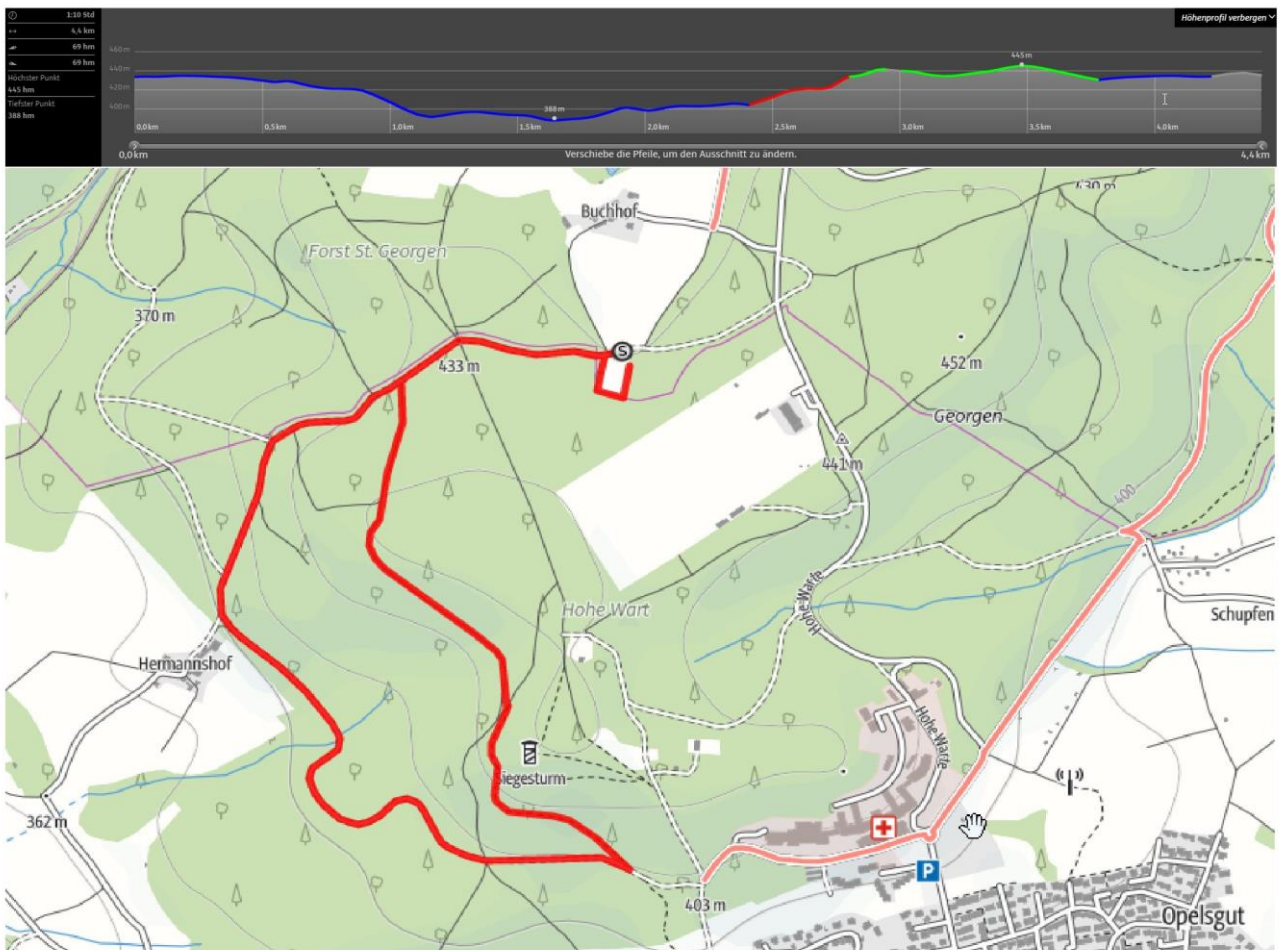 1:10 Std
4,4 km
69 hm
69 hm
Höchster Punkt
445 hm
Tiefster Punkt
388 hm
Höhenprofil verbergen
460 m
440 m
420 m
400 m
445 m
388 m
0,0 km
0,5 km
1,0 km
1,5 km
2,0 km
2,5 km
3,0 km
3,5 km
4,0 km
0,0 km
Verschiebe die Pfeile, um den Ausschnitt zu ändern.
4,4 km
430 m
Buchhof
Forst St. Georgen
370 m
S
433 m
452 m
Georgen
441 m
400
Hohe Warte
Hohe Wart
Schupfen
Hermannshof
Hohe Warte
Siegesturm
362 m
P
403 m
Opelsgut